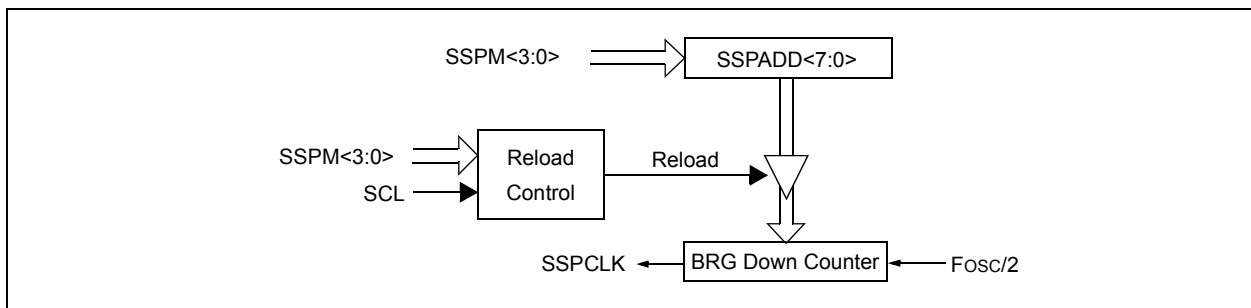 SSPM<3:0>
SSPADD<7:0>
SSPM<3:0>
SCL
Reload
Control
Reload
SSPCLK
BRG Down Counter
FOSC/2